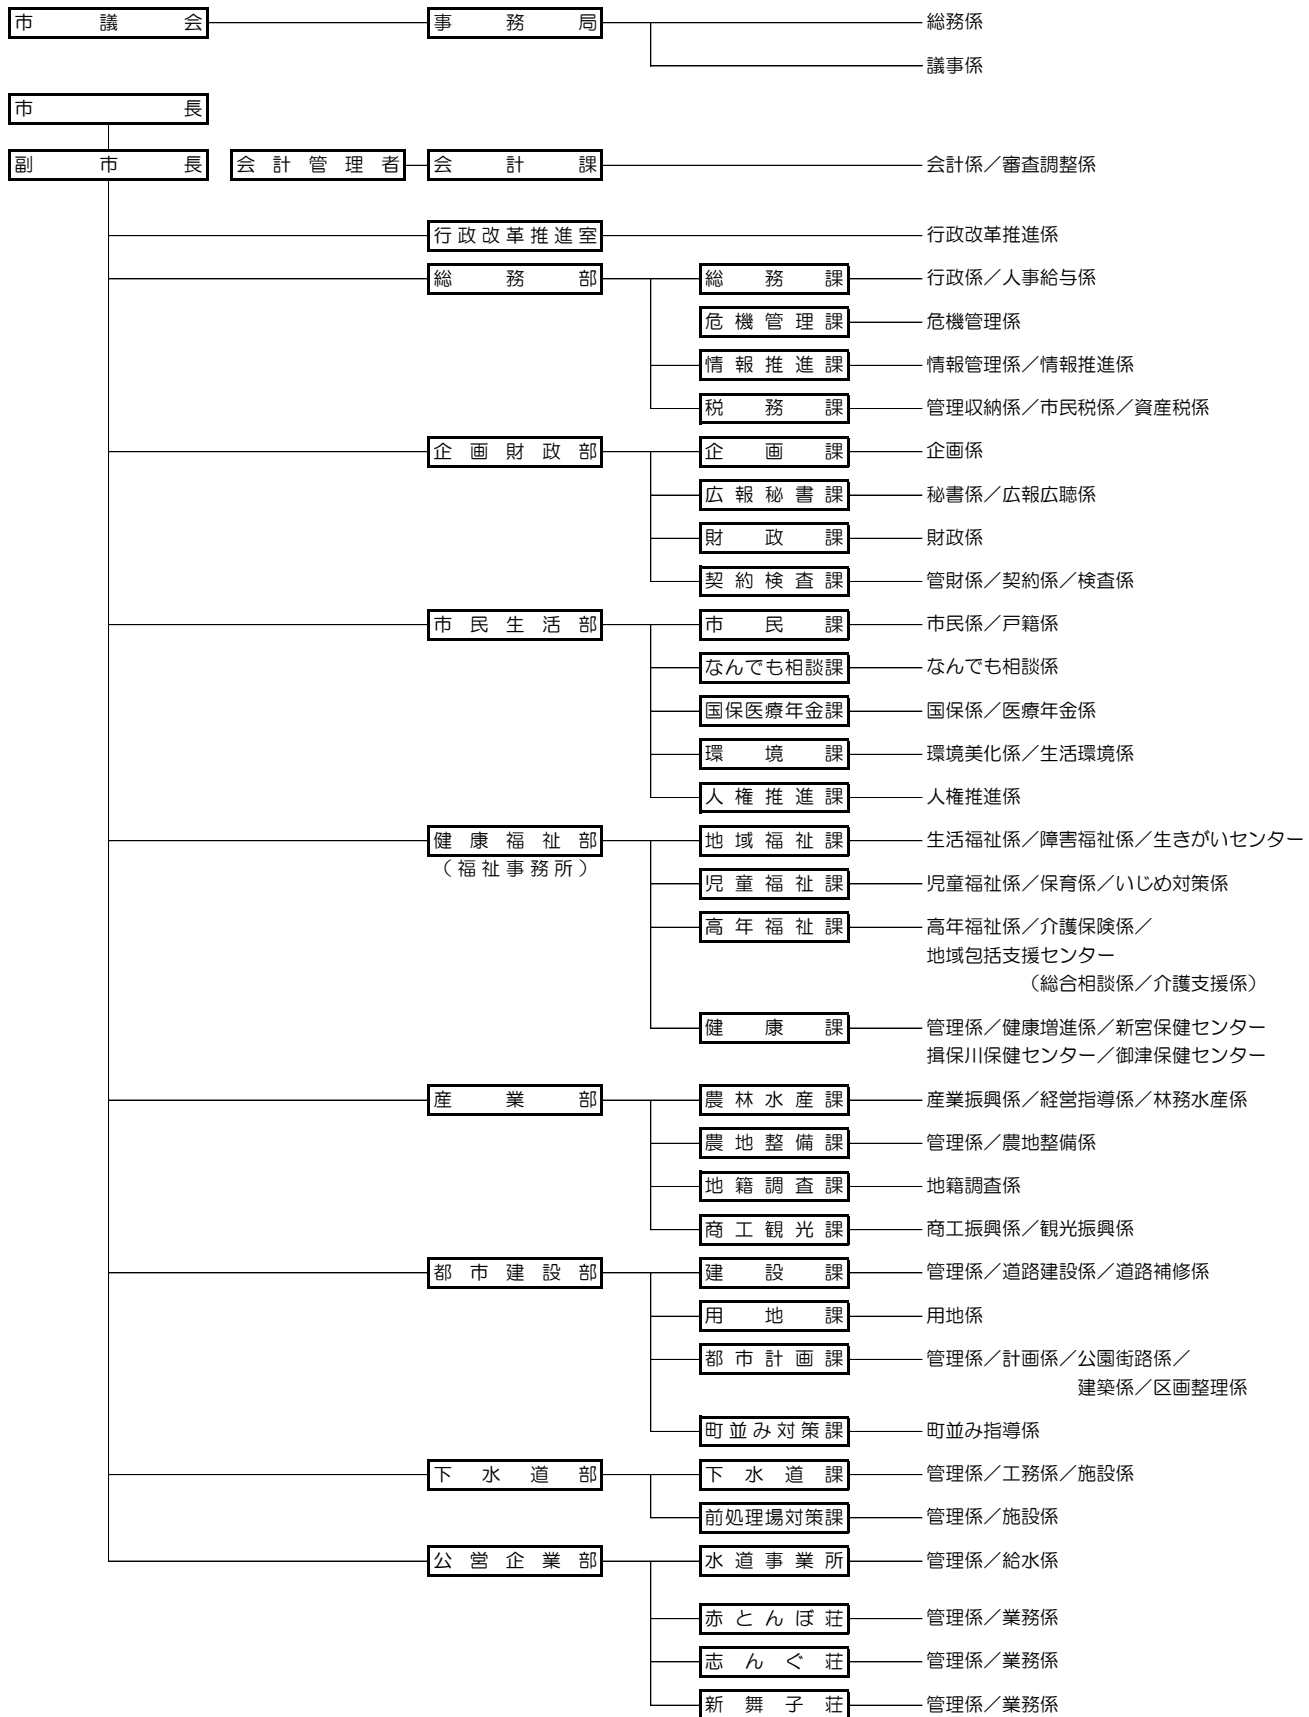 市議会 事務局 総務係
議事係
市長
副市長 会計管理者 会計課 会計係／審査調整係
行政改革推進室 行政改革推進係
総務部 総務課 行政係／人事給与係
危機管理課 危機管理係
情報推進課 情報管理係／情報推進係
税務課 管理収納係／市民税係／資産税係
企画財政部 企画課 企画係
広報秘書課 秘書係／広報広聴係
財政課 財政係
契約検査課 管財係／契約係／検査係
市民生活部 市民課 市民係／戸籍係
なんでも相談課 なんでも相談係
国保医療年金課 国保係／医療年金係
環境課 環境美化係／生活環境係
人権推進課 人権推進係
健康福祉部 地域福祉課 生活福祉係／障害福祉係／生きがいセンター
（福祉事務所）
児童福祉課 児童福祉係／保育係／いじめ対策係
高年福祉課 高年福祉係／介護保険係／
地域包括支援センター
（総合相談係／介護支援係）
健康課 管理係／健康増進係／新宮保健センター
揖保川保健センター／御津保健センター
産業部 農林水産課 産業振興係／経営指導係／林務水産係
農地整備課 管理係／農地整備係
地籍調査課 地籍調査係
商工観光課 商工振興係／観光振興係
都市建設部 建設課 管理係／道路建設係／道路補修係
用地課 用地係
都市計画課 管理係／計画係／公園街路係／
建築係／区画整理係
町並み対策課 町並み指導係
下水道部 下水道課 管理係／工務係／施設係
前処理場対策課 管理係／施設係
公営企業部 水道事業所 管理係／給水係
赤とんぼ荘 管理係／業務係
志んぐ荘 管理係／業務係
新舞子荘 管理係／業務係